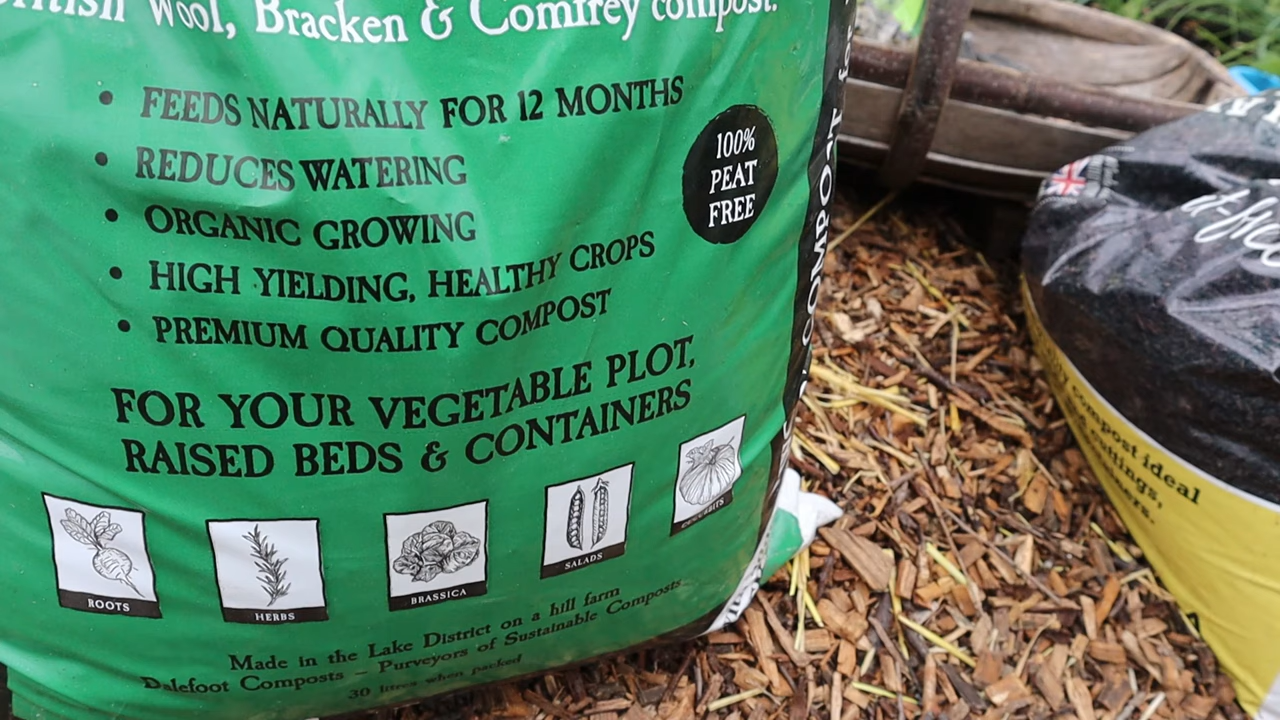 Wool, Bracken & Comfrey compost.
• FEEDS NATURALLY FOR 12 MONTHS
• REDUCES WATERING
• ORGANIC GROWING
• HIGH YIELDING, HEALTHY CROPS
• PREMIUM QUALITY COMPOST
100%
PEAT
FREE
FOR YOUR VEGETABLE PLOT,
RAISED BEDS & CONTAINERS
ROOTS
HERBS
BRASSICA
SALADS
Made in the Lake District on a hill farm
Dalefoot Composts – Purveyors of Sustainable Composts
30 litres when packed
COMPOST
compost ideal
cuttings,